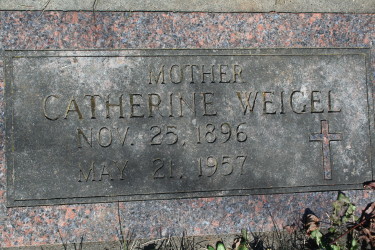 MOTHER
CATHERINE WEIGEL
NOV. 25, 1896
MAY 21, 1957